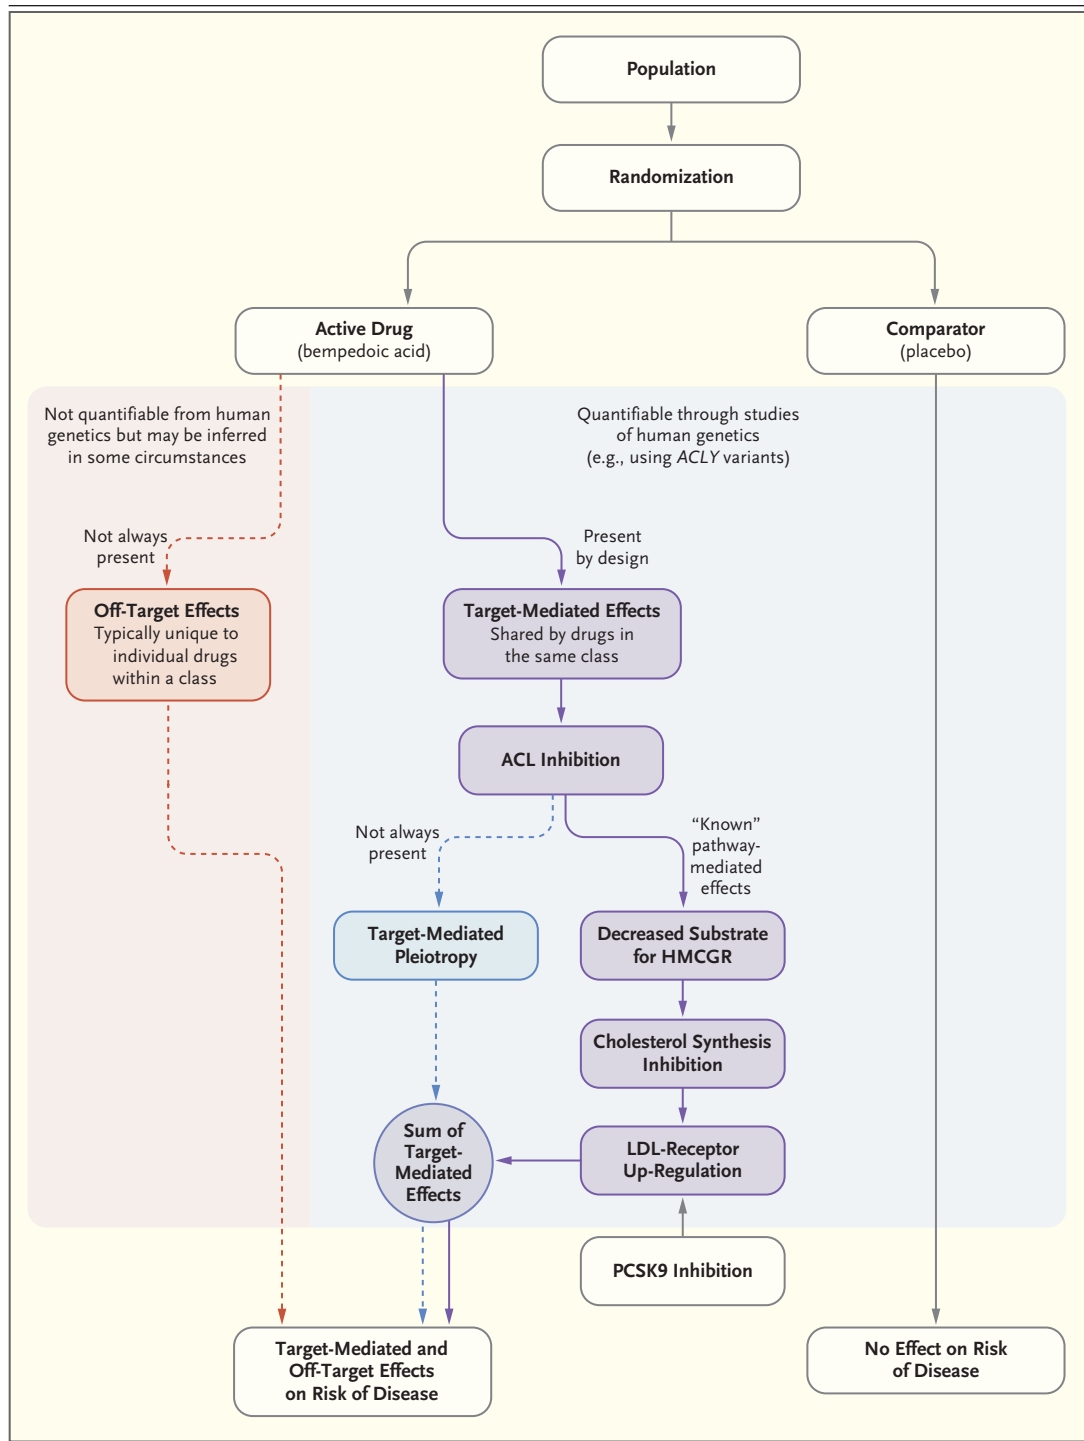 Population
Randomization
Active Drug
(bempedoic acid)
Comparator
(placebo)
Not quantifiable from human
genetics but may be inferred
in some circumstances
Quantifiable through studies
of human genetics
(e.g., using ACLY variants)
Not always
present
Present
by design
Off-Target Effects
Typically unique to
individual drugs
within a class
Target-Mediated Effects
Shared by drugs in
the same class
ACL Inhibition
Not always
present
“Known”
pathway-
mediated
effects
Target-Mediated
Pleiotropy
Decreased Substrate
for HMCGR
Cholesterol Synthesis
Inhibition
Sum of
Target-
Mediated
Effects
LDL-Receptor
Up-Regulation
PCSK9 Inhibition
Target-Mediated and
Off-Target Effects
on Risk of Disease
No Effect on Risk
of Disease